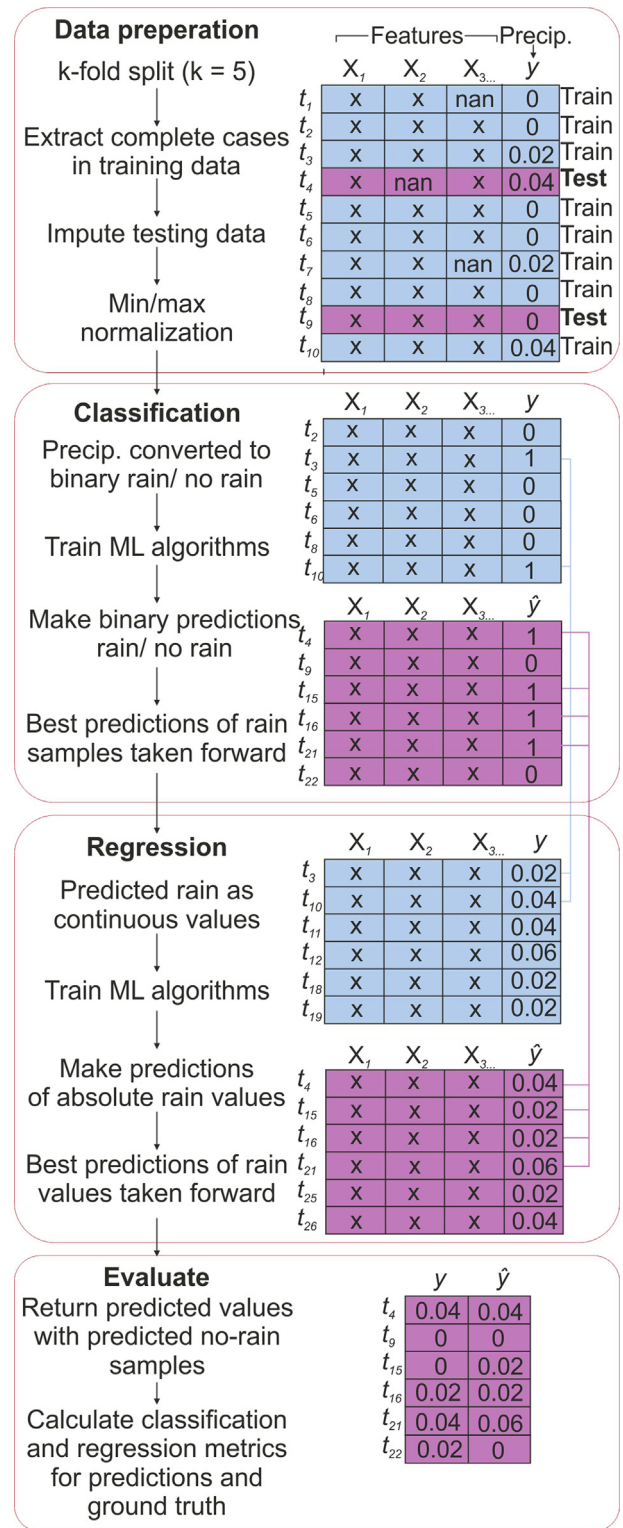 Data preperation
k-fold split (k = 5)
Extract complete cases
in training data
Impute testing data
Min/max
normalization
Features Precip.
X1 X2 X3... y
t1 x x nan 0 Train
t2 x x x 0 Train
t3 x x x 0.02 Train
t4 x nan x 0.04 Test
t5 x x x 0 Train
t6 x x x 0 Train
t7 x x nan 0.02 Train
t8 x x x 0 Train
t9 x x x 0 Test
t10 x x x 0.04 Train
Classification
Precip. converted to
binary rain/ no rain
Train ML algorithms
Make binary predictions
rain/ no rain
Best predictions of rain
samples taken forward
X1 X2 X3... y
t2 x x x 0
t3 x x x 1
t5 x x x 0
t6 x x x 0
t8 x x x 0
t10 x x x 1
X1 X2 X3... ŷ
t4 x x x 1
t9 x x x 0
t15 x x x 1
t16 x x x 1
t21 x x x 1
t22 x x x 0
Regression
Predicted rain as
continuous values
Train ML algorithms
Make predictions
of absolute rain values
Best predictions of rain
values taken forward
X1 X2 X3... y
t3 x x x 0.02
t10 x x x 0.04
t11 x x x 0.04
t12 x x x 0.06
t18 x x x 0.02
t19 x x x 0.02
X1 X2 X3... ŷ
t4 x x x 0.04
t15 x x x 0.02
t16 x x x 0.02
t21 x x x 0.06
t25 x x x 0.02
t26 x x x 0.04
Evaluate
Return predicted values
with predicted no-rain
samples
Calculate classification
and regression metrics
for predictions and
ground truth
y ŷ
t4 0.04 0.04
t9 0 0
t15 0 0.02
t16 0.02 0.02
t21 0.04 0.06
t22 0.02 0